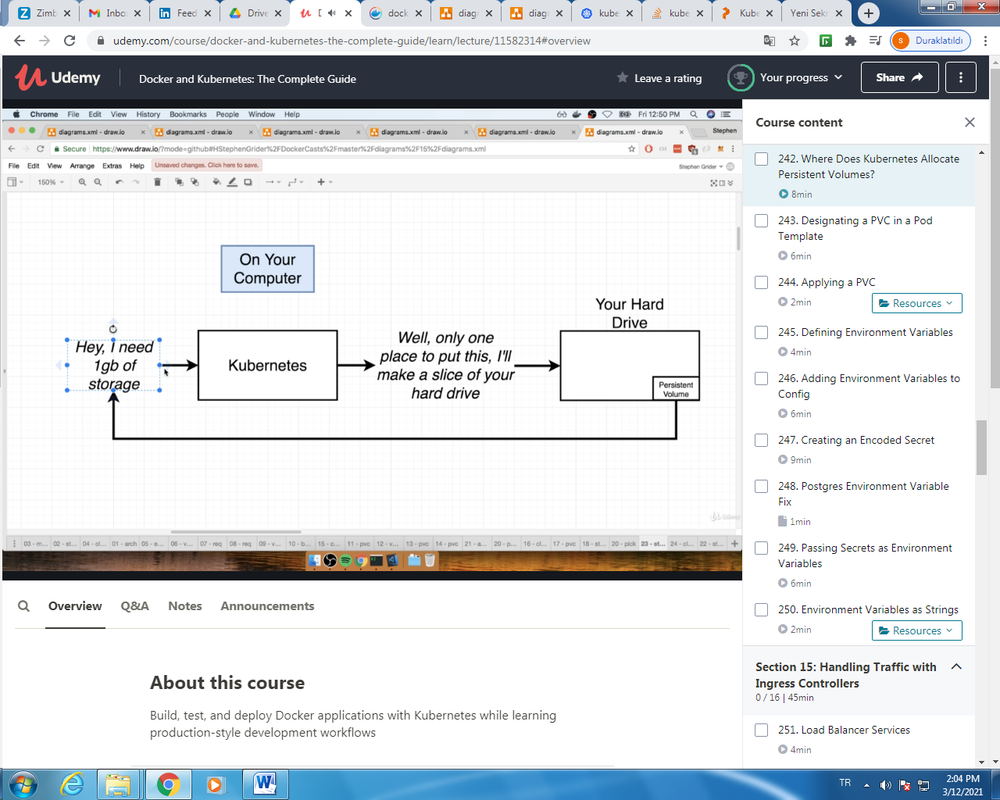 Zimb
Inbo
Feed
Drive
dock
diagr
diagr
kube
kube
Kube
Yeni Sek
udemy.com/course/docker-and-kubernetes-the-complete-guide/learn/lecture/11582314#overview
s
Duraklatıldı
Udemy
Docker and Kubernetes: The Complete Guide
Leave a rating
Your progress
Share
Chrome File Edit View History Bookmarks People Window Help
Fri 12:50 PM
diagrams.xml - draw.io
diagrams.xml - draw.io
diagrams.xml - draw.io
diagrams.xml - draw.io
diagrams.xml - draw.io
diagrams.xml - draw.io
Stephen
Secure
https://www.draw.io/?mode=github#HStephenGrider%2FDockerCasts%2Fmaster%2Fdiagrams%2F15%2Fdiagrams.xml
File Edit View Arrange Extras Help
Unsaved changes. Click here to save.
Stephen Grider
150%
On Your
Computer
Hey, I need
1gb of
storage
Kubernetes
Well, only one
place to put this, I'll
make a slice of your
hard drive
Your Hard
Drive
Persistent
Volume
Udemy
03 - m...
02 - st...
04 - cl...
01 - arch
05 - e...
06 - v...
07 - req
08 - req
09 - v...
10 - b...
15 - c...
11 - pvc
12 - v...
13 - pvc
14 - pvc
21 - a...
20 - p...
16 - cl...
17 - pvc
18 - st...
20 - pick
23 - st...
24 - cl...
22 - st...
Overview
Q&A
Notes
Announcements
About this course
Build, test, and deploy Docker applications with Kubernetes while learning
production-style development workflows
Course content
242. Where Does Kubernetes Allocate
Persistent Volumes?
8min
243. Designating a PVC in a Pod
Template
6min
244. Applying a PVC
2min
Resources
245. Defining Environment Variables
4min
246. Adding Environment Variables to
Config
6min
247. Creating an Encoded Secret
9min
248. Postgres Environment Variable
Fix
1min
249. Passing Secrets as Environment
Variables
6min
250. Environment Variables as Strings
2min
Resources
Section 15: Handling Traffic with
Ingress Controllers
0 / 16 | 45min
251. Load Balancer Services
4min
TR
2:04 PM
3/12/2021